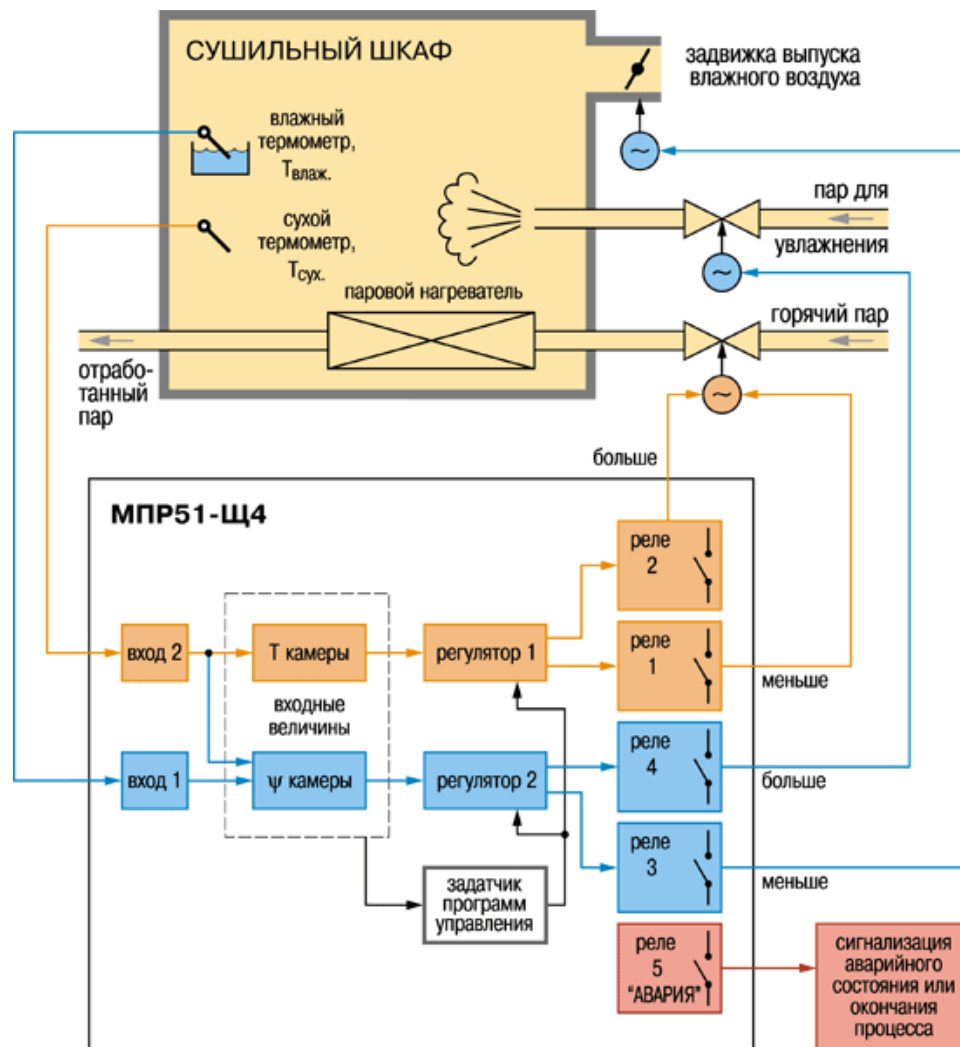 СУШИЛЬНЫЙ ШКАФ
задвижка выпуска
влажного воздуха
влажный
термометр,
Tвлаж.
~
пар для
увлажнения
сухой
термометр,
Tсух.
~
паровой нагреватель
горячий пар
отрабо-
танный
пар
~
больше
МПР51-Щ4
реле
2
вход 2
T камеры
регулятор 1
реле
1
меньше
входные
величины
вход 1
ψ камеры
регулятор 2
реле
4
больше
реле
3
меньше
задатчик
программ
управления
реле
5
"АВАРИЯ"
сигнализация
аварийного
состояния или
окончания
процесса